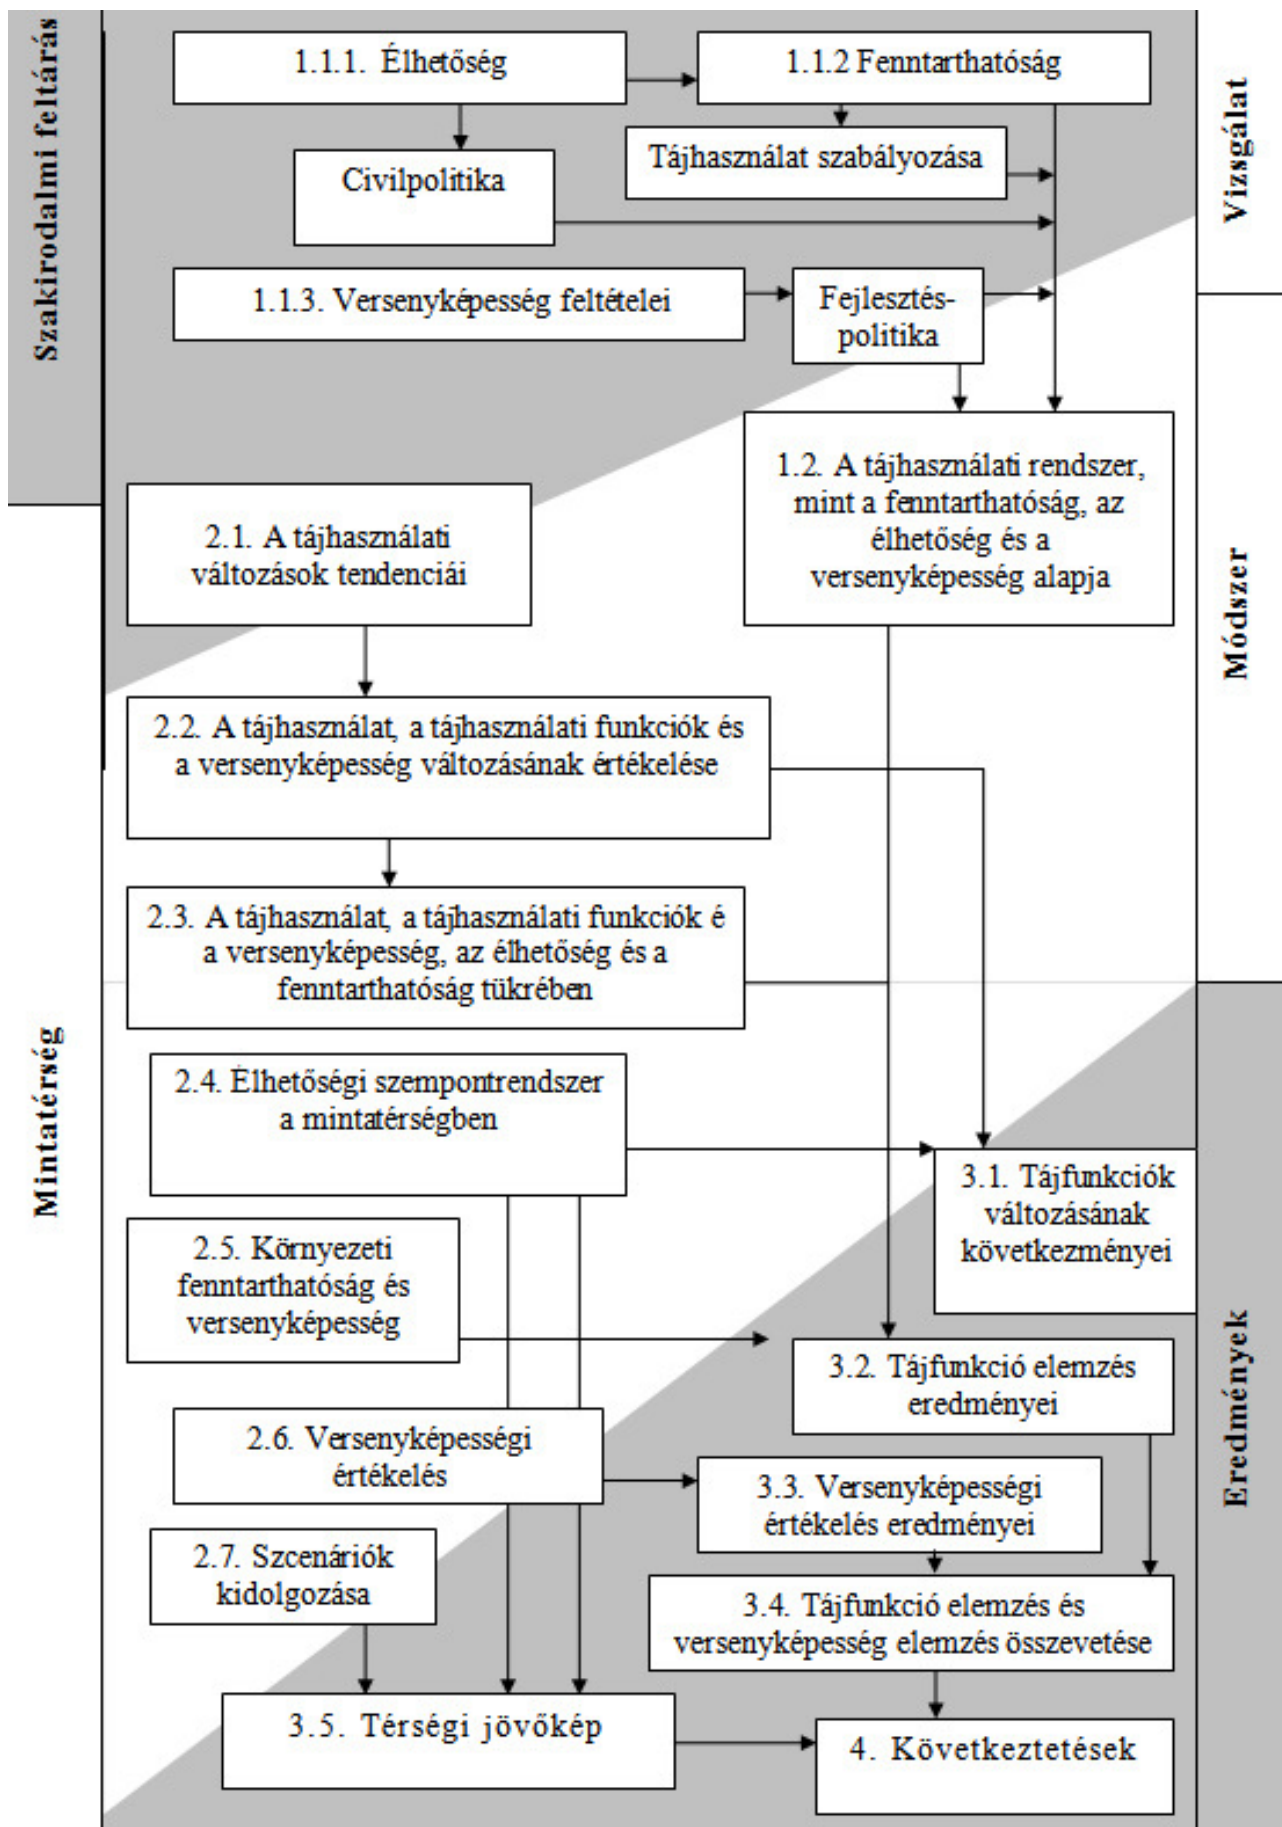 Szakirodalmi feltárás
Mintatérség
1.1.1. Élhetőség
1.1.2 Fenntarthatóság
Tájhasználat szabályozása
Civilpolitika
1.1.3. Versenyképesség feltételei
Fejlesztés-
politika
1.2. A tájhasználati rendszer,
mint a fenntarthatóság, az
élhetőség és a
versenyképesség alapja
2.1. A tájhasználati
változások tendenciái
2.2. A tájhasználat, a tájhasználati funkciók és
a versenyképesség változásának értékelése
2.3. A tájhasználat, a tájhasználati funkciók é
a versenyképesség, az élhetőség és a
fenntarthatóság tükrében
2.4. Élhetőségi szempontrendszer
a mintatérségben
3.1. Tájfunkciók
változásának
következményei
2.5. Környezeti
fenntarthatóság és
versenyképesség
3.2. Tájfunkció elemzés
eredményei
2.6. Versenyképességi
értékelés
3.3. Versenyképességi
értékelés eredményei
2.7. Szcenáriók
kidolgozása
3.4. Tájfunkció elemzés és
versenyképesség elemzés összevetése
3.5. Térségi jövőkép
4. Következtetések
Vizsgálat
Módszer
Eredmények